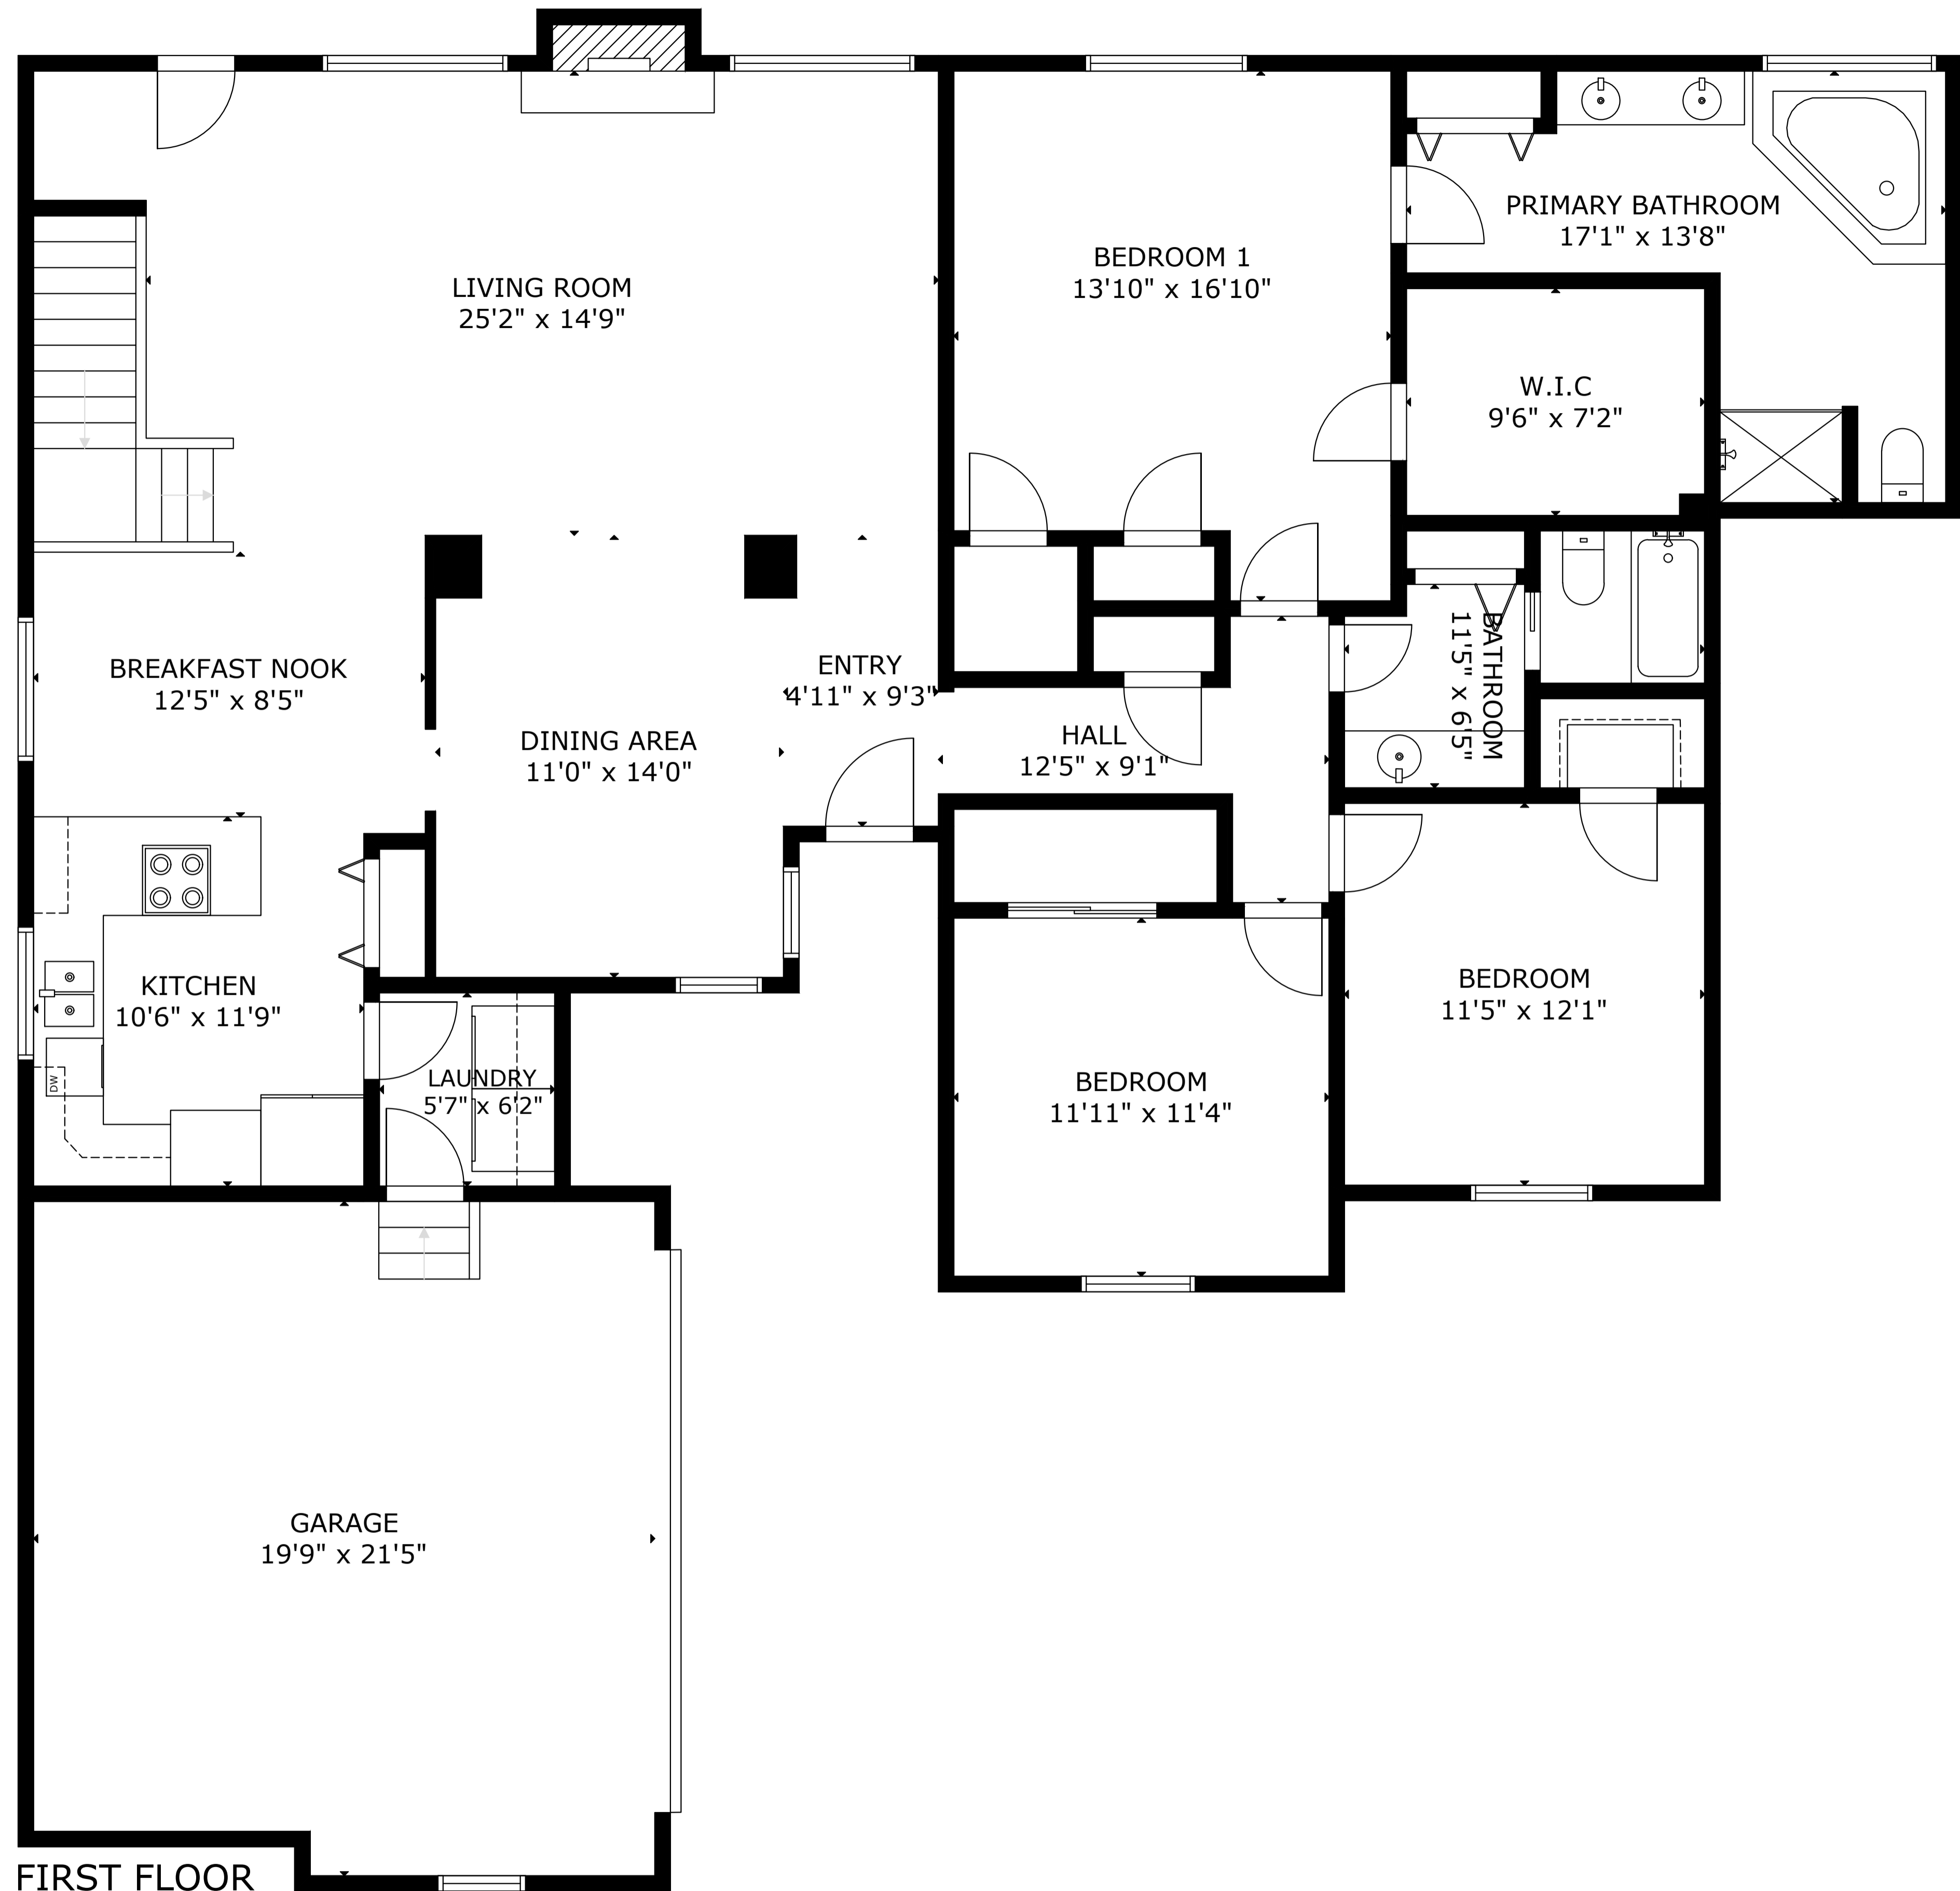 PRIMARY BATHROOM
17'1" x 13'8"
BEDROOM 1
13'10" x 16'10"
LIVING ROOM
25'2" x 14'9"
W.I.C
9'6" x 7'2"
BREAKFAST NOOK
12'5" x 8'5"
ENTRY
4'11" x 9'3"
BATHROOM
11'5" x 6'5"
DINING AREA
11'0" x 14'0"
HALL
12'5" x 9'1"
KITCHEN
10'6" x 11'9"
BEDROOM
11'5" x 12'1"
DW
LAUNDRY
5'7" x 6'2"
BEDROOM
11'11" x 11'4"
GARAGE
19'9" x 21'5"
FIRST FLOOR